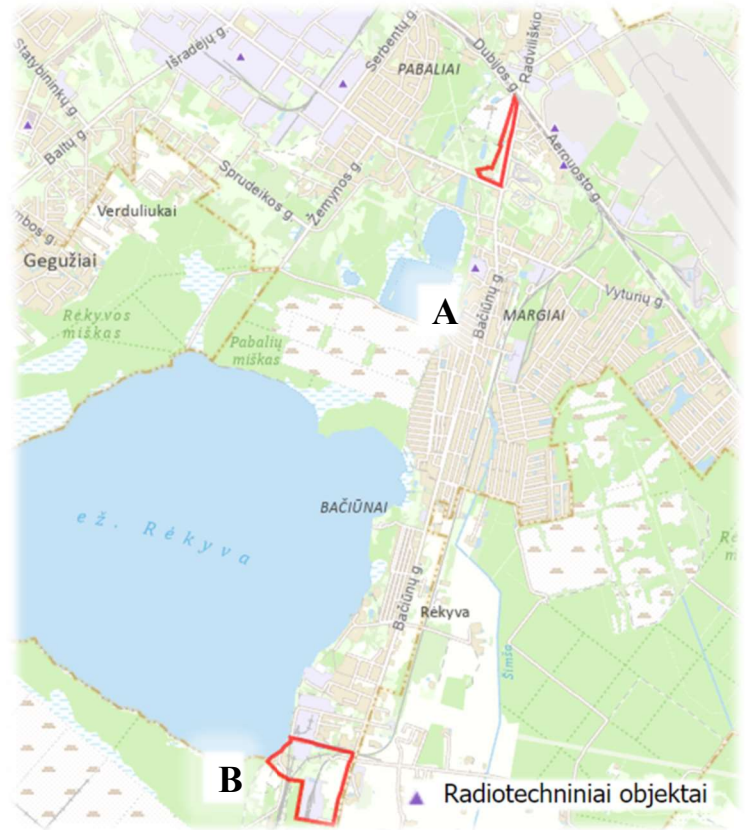 Statybininkų g.
Išradėjų g.
Serbentų g.
PABALIAI
Dubijos g.
Radviliškio
Baltų g.
Aerouosto g.
Sprudeikos g.
Žemynos g.
Verduliukai
Gegužiai
Vyturių g.
A
Bačiūnų g.
MARGIAI
Rėkyvos
miškas
Pabalių
miškas
BAČIŪNAI
ež. Rėkyva
Bačiūnų g.
Rėkyva
Šimša
B
Radiotechniniai objektai